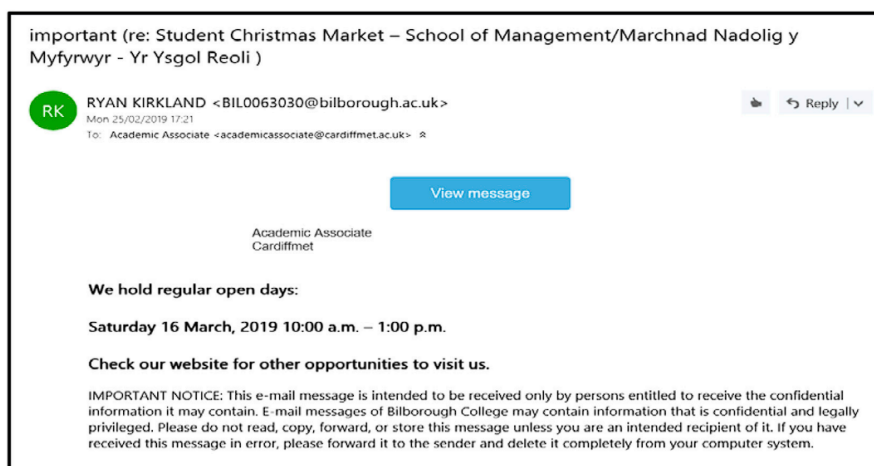 important (re: Student Christmas Market – School of Management/Marchnad Nadolig y
Myfyrwyr - Yr Ysgol Reoli )
RK
RYAN KIRKLAND <BIL0063030@bilborough.ac.uk>
Reply
Mon 25/02/2019 17:21
To: Academic Associate <academicassociate@cardiffmet.ac.uk>
View message
Academic Associate
Cardiffmet
We hold regular open days:
Saturday 16 March, 2019 10:00 a.m. – 1:00 p.m.
Check our website for other opportunities to visit us.
IMPORTANT NOTICE: This e-mail message is intended to be received only by persons entitled to receive the confidential
information it may contain. E-mail messages of Bilborough College may contain information that is confidential and legally
privileged. Please do not read, copy, forward, or store this message unless you are an intended recipient of it. If you have
received this message in error, please forward it to the sender and delete it completely from your computer system.